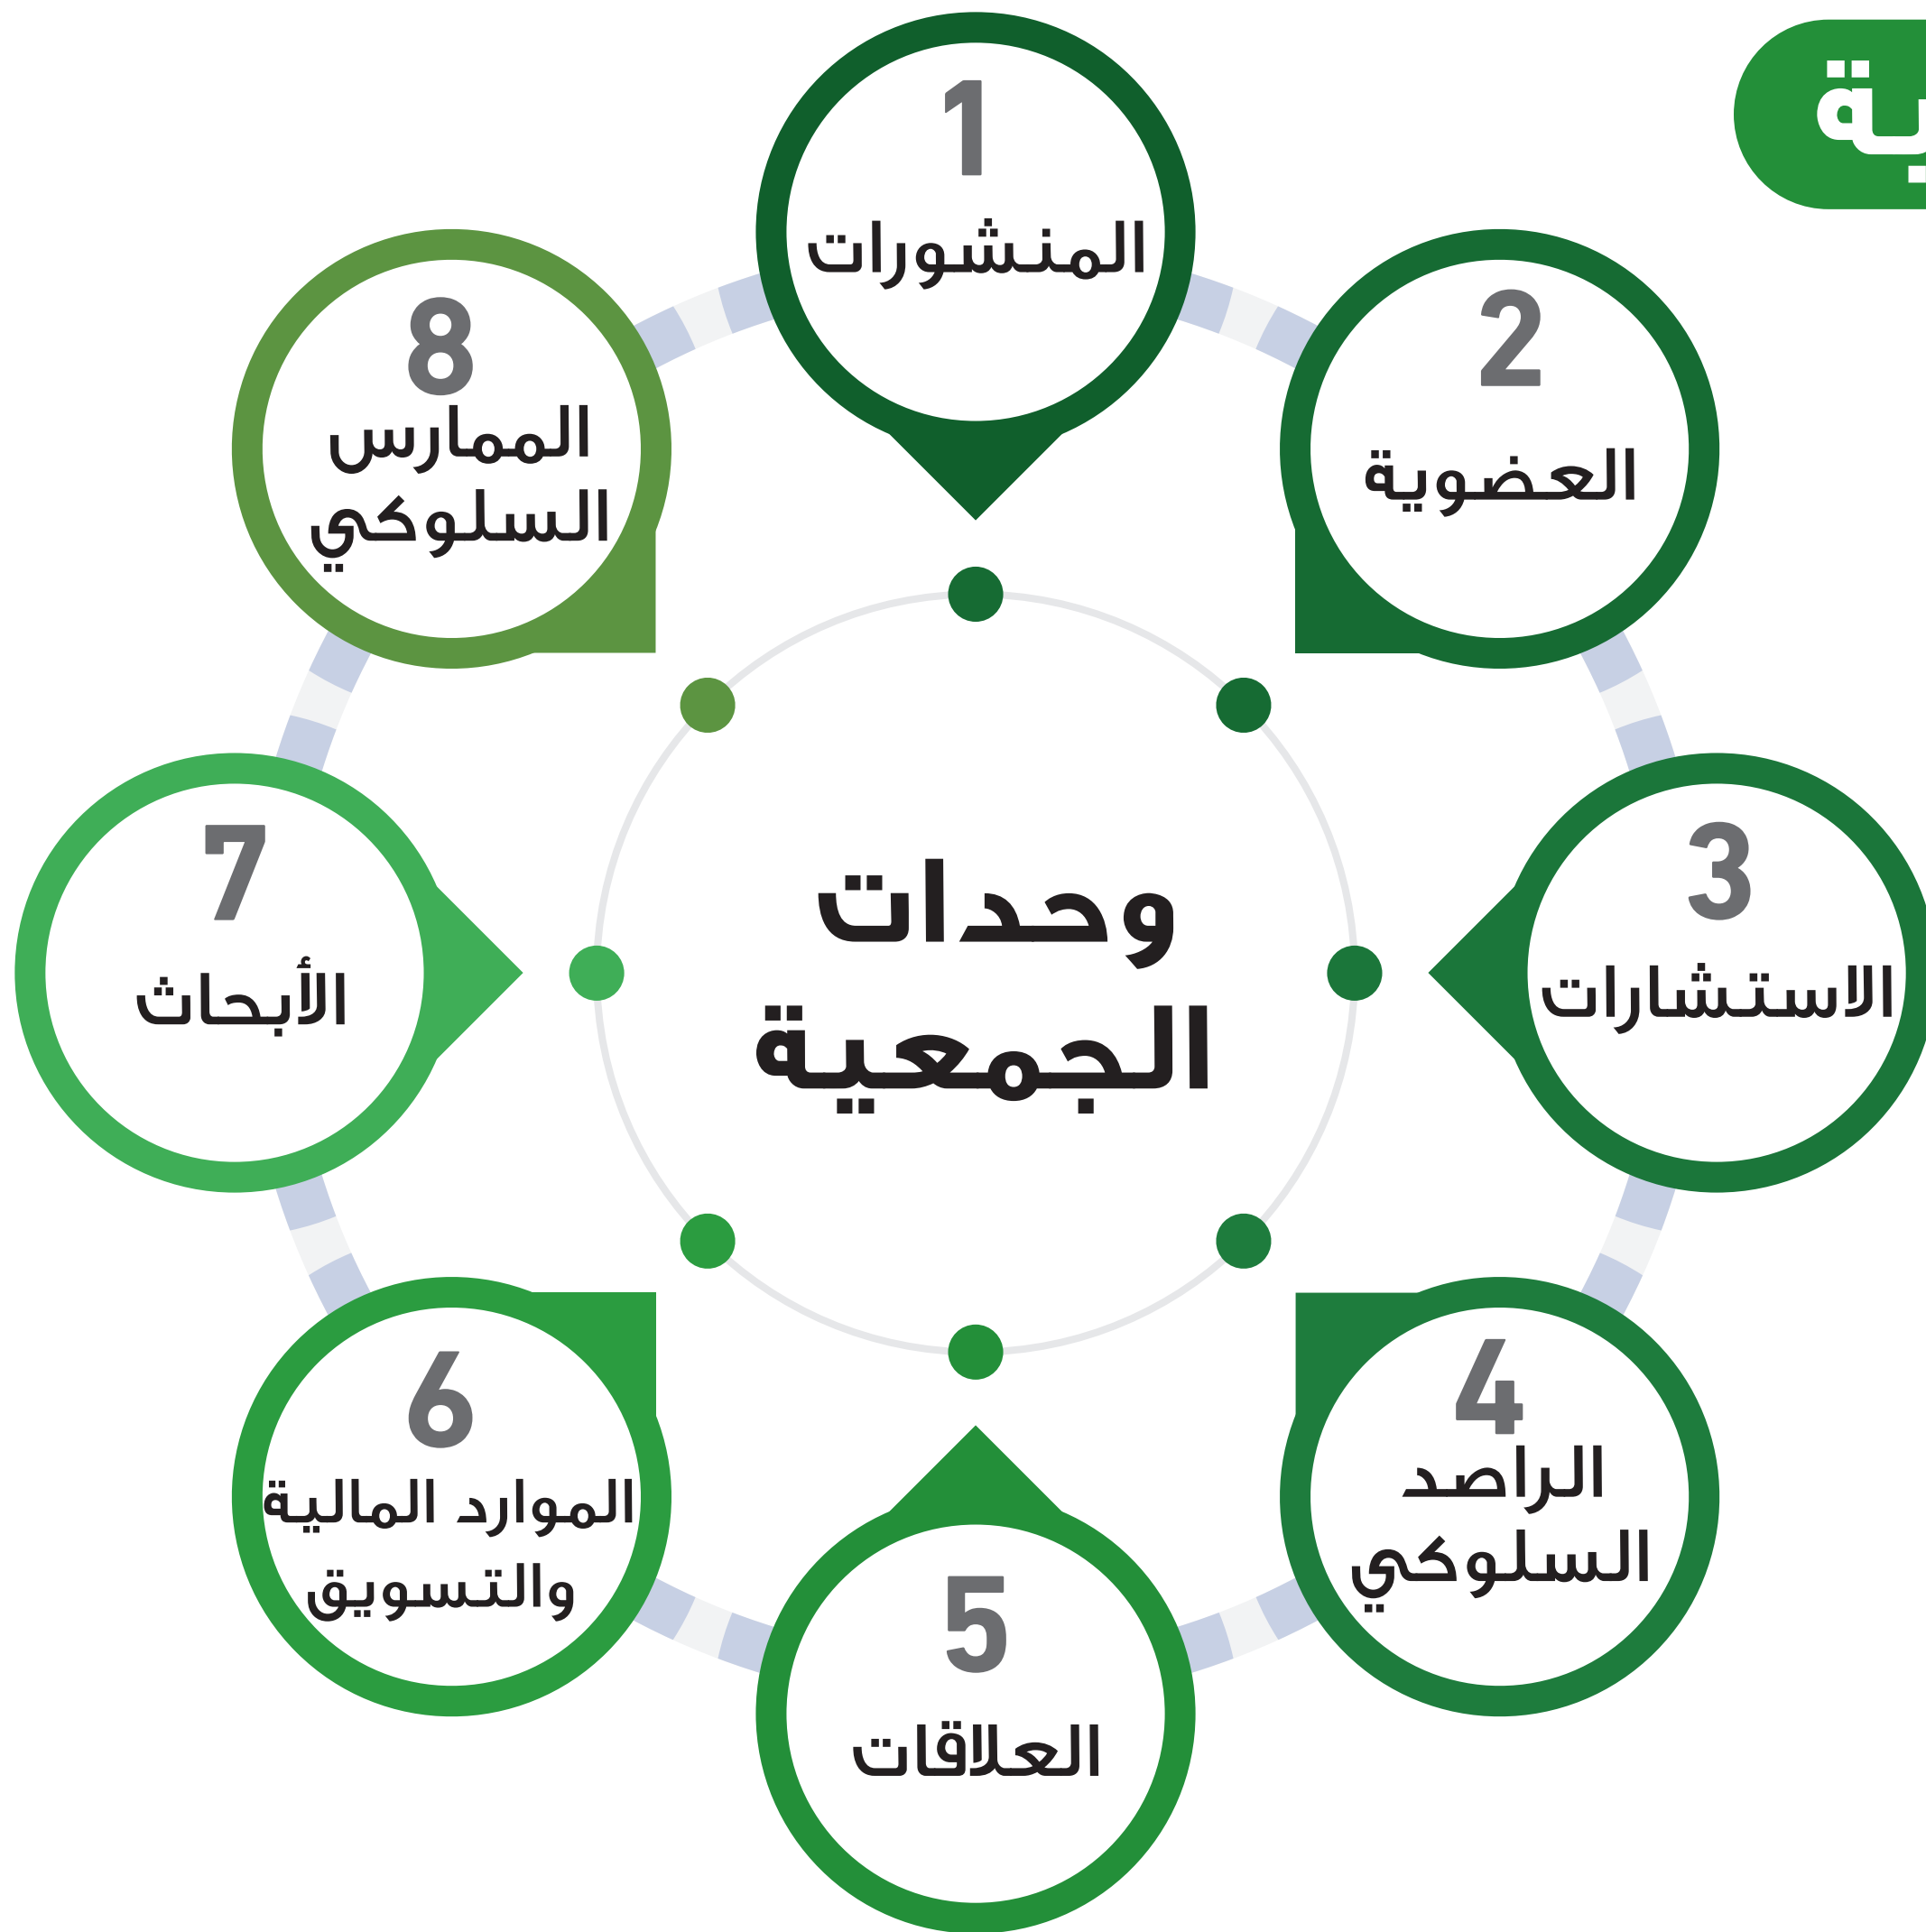 وحدات
الجمعية
1
المنشورات
2
العضوية
3
الاستشارات
4
الراصد
السلوكي
5
العلاقات
6
الموارد المالية
والتسويق
7
الأبحاث
8
الممارس
السلوكي